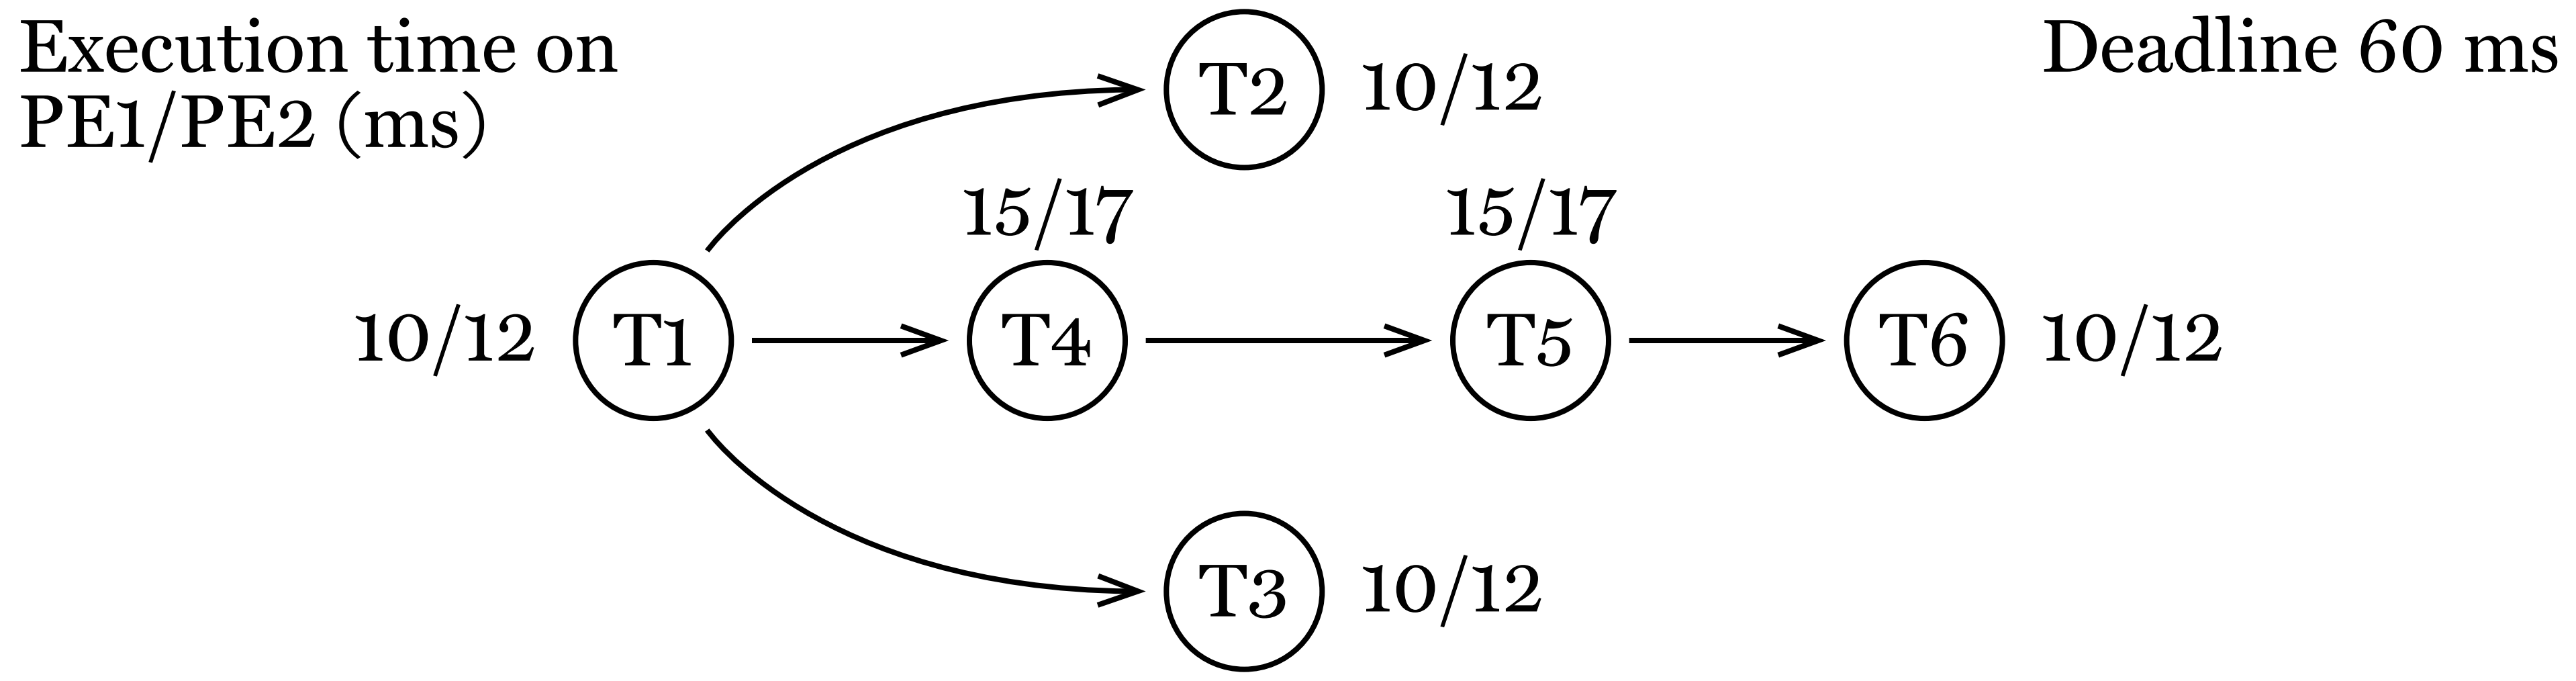 Execution time on
PE1/PE2 (ms)
Deadline 60 ms
T2 10/12
15/17
15/17
10/12 T1
T4
T5
T6 10/12
T3 10/12